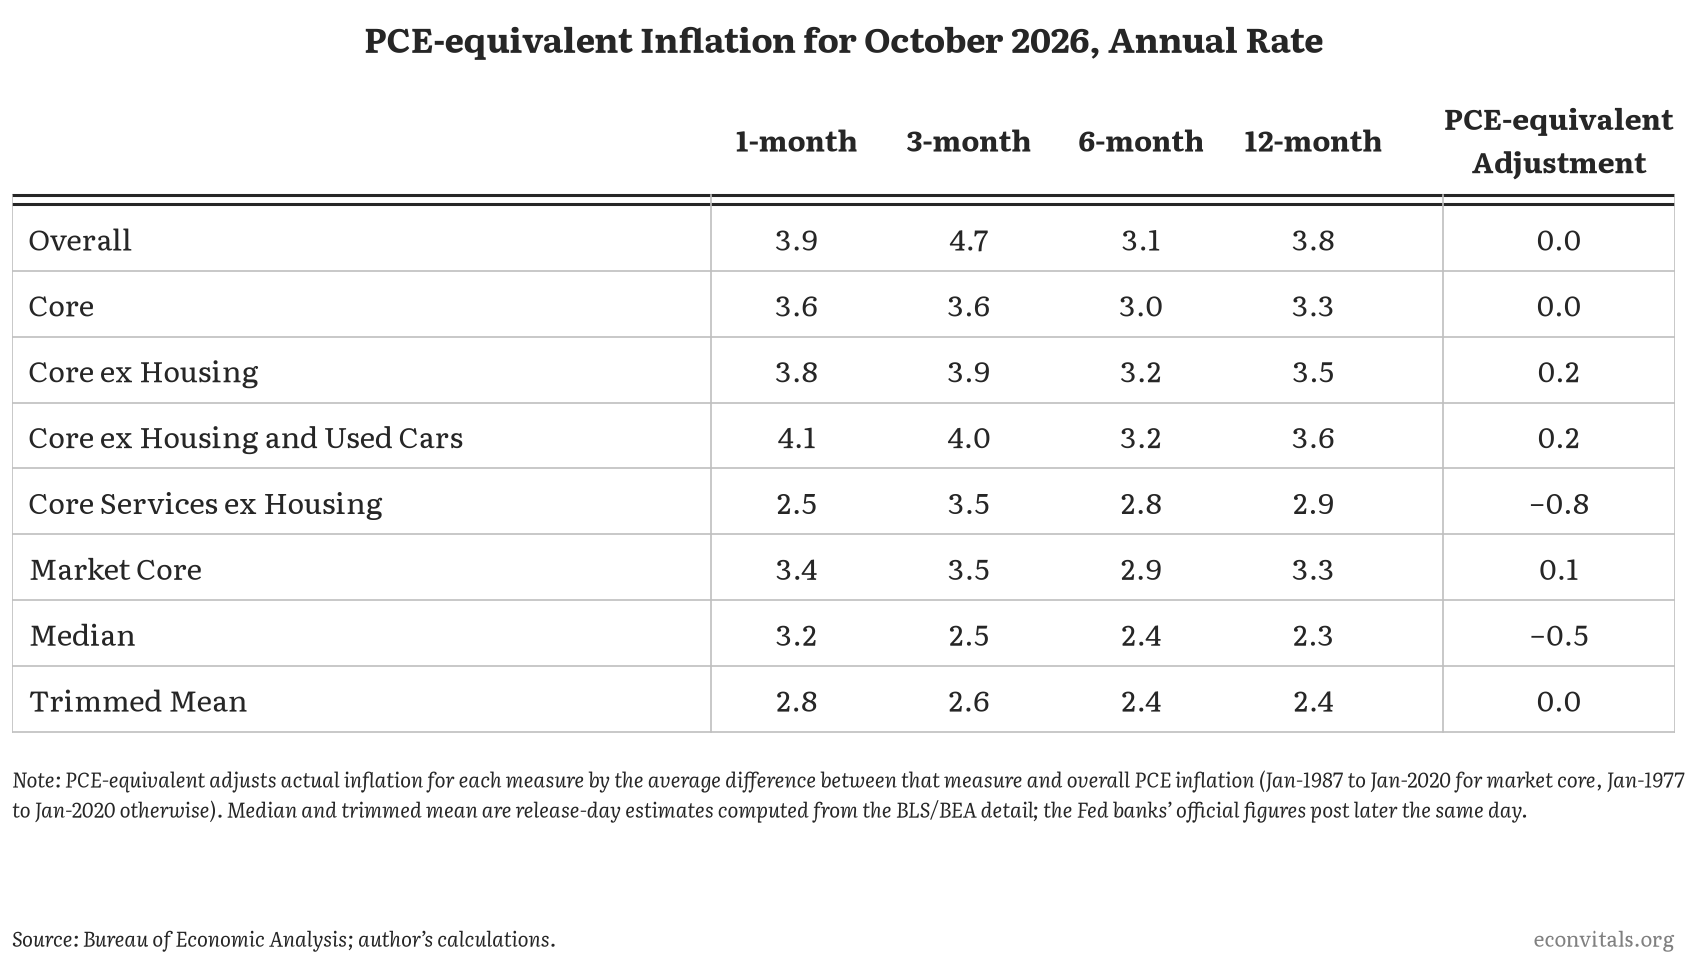 PCE-equivalent Inflation for October 2026, Annual Rate
1-month 3-month 6-month 12-month PCE-equivalent Adjustment
Overall 3.9 4.7 3.1 3.8 0.0
Core 3.6 3.6 3.0 3.3 0.0
Core ex Housing 3.8 3.9 3.2 3.5 0.2
Core ex Housing and Used Cars 4.1 4.0 3.2 3.6 0.2
Core Services ex Housing 2.5 3.5 2.8 2.9 −0.8
Market Core 3.4 3.5 2.9 3.3 0.1
Median 3.2 2.5 2.4 2.3 −0.5
Trimmed Mean 2.8 2.6 2.4 2.4 0.0
Note: PCE-equivalent adjusts actual inflation for each measure by the average difference between that measure and overall PCE inflation (Jan-1987 to Jan-2020 for market core, Jan-1977
to Jan-2020 otherwise). Median and trimmed mean are release-day estimates computed from the BLS/BEA detail; the Fed banks’ official figures post later the same day.
Source: Bureau of Economic Analysis; author’s calculations.
econvitals.org